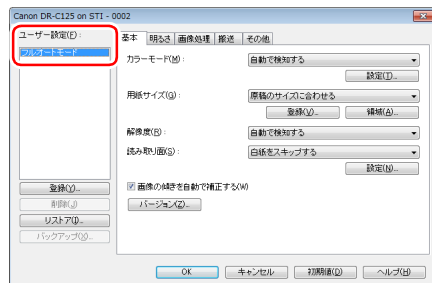 Canon DR-C125 on STI - 0002
ユーザー設定(F):
フルオートモード
登録(Y)...
削除(J)
リストア(I)...
バックアップ(X)...
基本 明るさ 画像処理 搬送 その他
カラーモード(M): 自動で検知する
設定(T)...
用紙サイズ(G): 原稿のサイズに合わせる
登録(V)... 領域(A)...
解像度(R): 自動で検知する
読み取り面(S): 白紙をスキップする
設定(N)...
画像の傾きを自動で補正する(W)
バージョン(Z)...
OK キャンセル 初期値(D) ヘルプ(H)